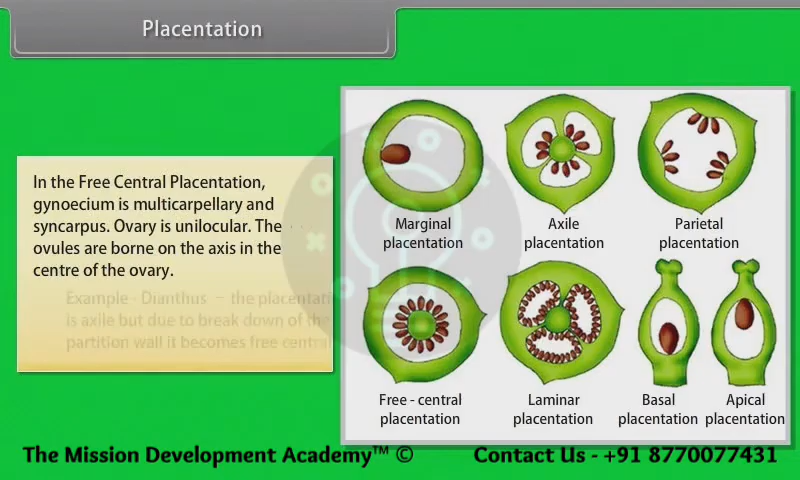 Placentation
In the Free Central Placentation,
gynoecium is multicarpellary and
syncarpus. Ovary is unilocular. The
ovules are borne on the axis in the
centre of the ovary.
Example - Dianthus - the placentati
is axile but due to break down of the
partition wall it becomes free central
Marginal
placentation
Axile
placentation
Parietal
placentation
Free - central
placentation
Laminar
placentation
Basal
placentation
Apical
placentation
The Mission Development Academy™ ©
Contact Us - +91 8770077431